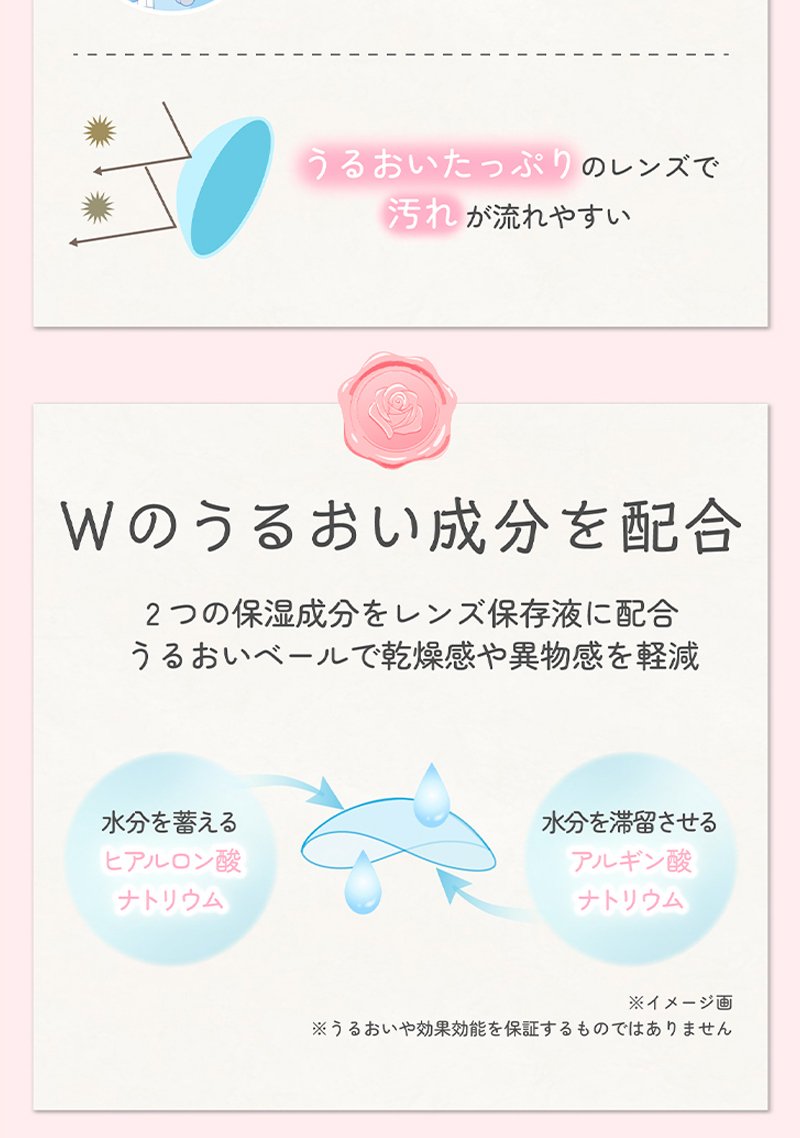 うるおいたっぷりのレンズで
汚れが流れやすい
Wのうるおい成分を配合
2つの保湿成分をレンズ保存液に配合
うるおいベールで乾燥感や異物感を軽減
水分を蓄える
ヒアルロン酸
ナトリウム
水分を滞留させる
アルギン酸
ナトリウム
※イメージ画
※うるおいや効果効能を保証するものではありません